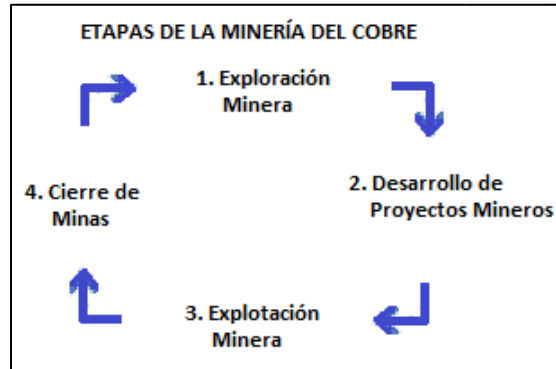 ETAPAS DE LA MINERÍA DEL COBRE
1. Exploración
Minera
2. Desarrollo de
Proyectos Mineros
3. Explotación
Minera
4. Cierre de
Minas